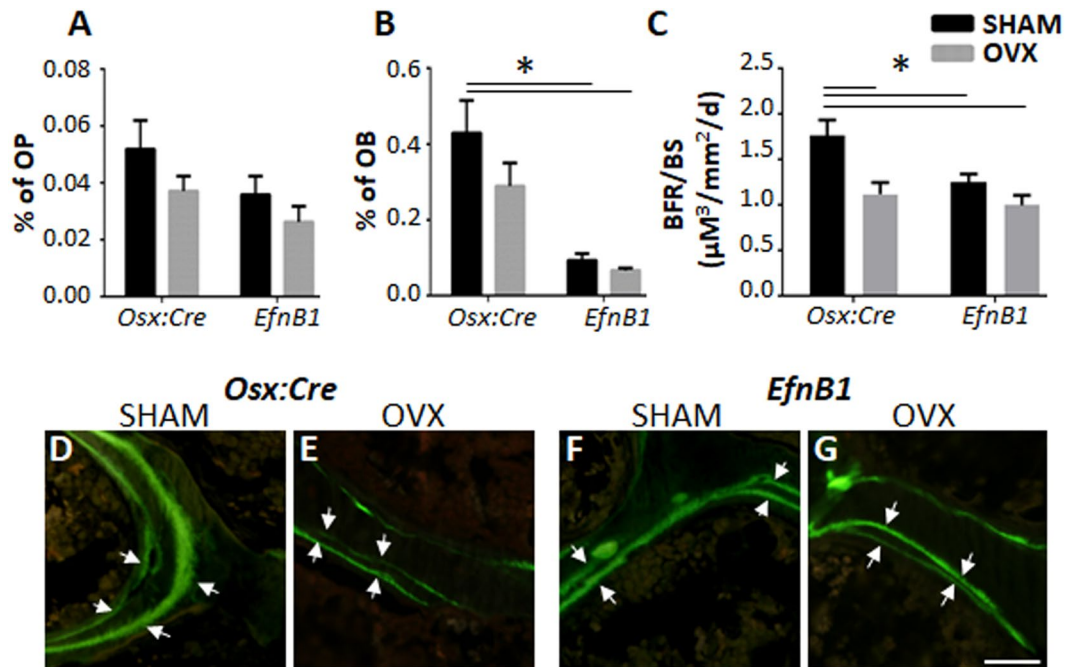 A
B
C
SHAM
OVX
% of OP
0.08
0.06
0.04
0.02
0.00
Osx:Cre EfnB1
% of OB
0.6
0.4
0.2
0.0
*
Osx:Cre EfnB1
BFR/BS
(µM³/mm²/d)
2.5
2.0
1.5
1.0
0.5
0.0
*
Osx:Cre EfnB1
Osx:Cre EfnB1
SHAM OVX SHAM OVX
D E F G